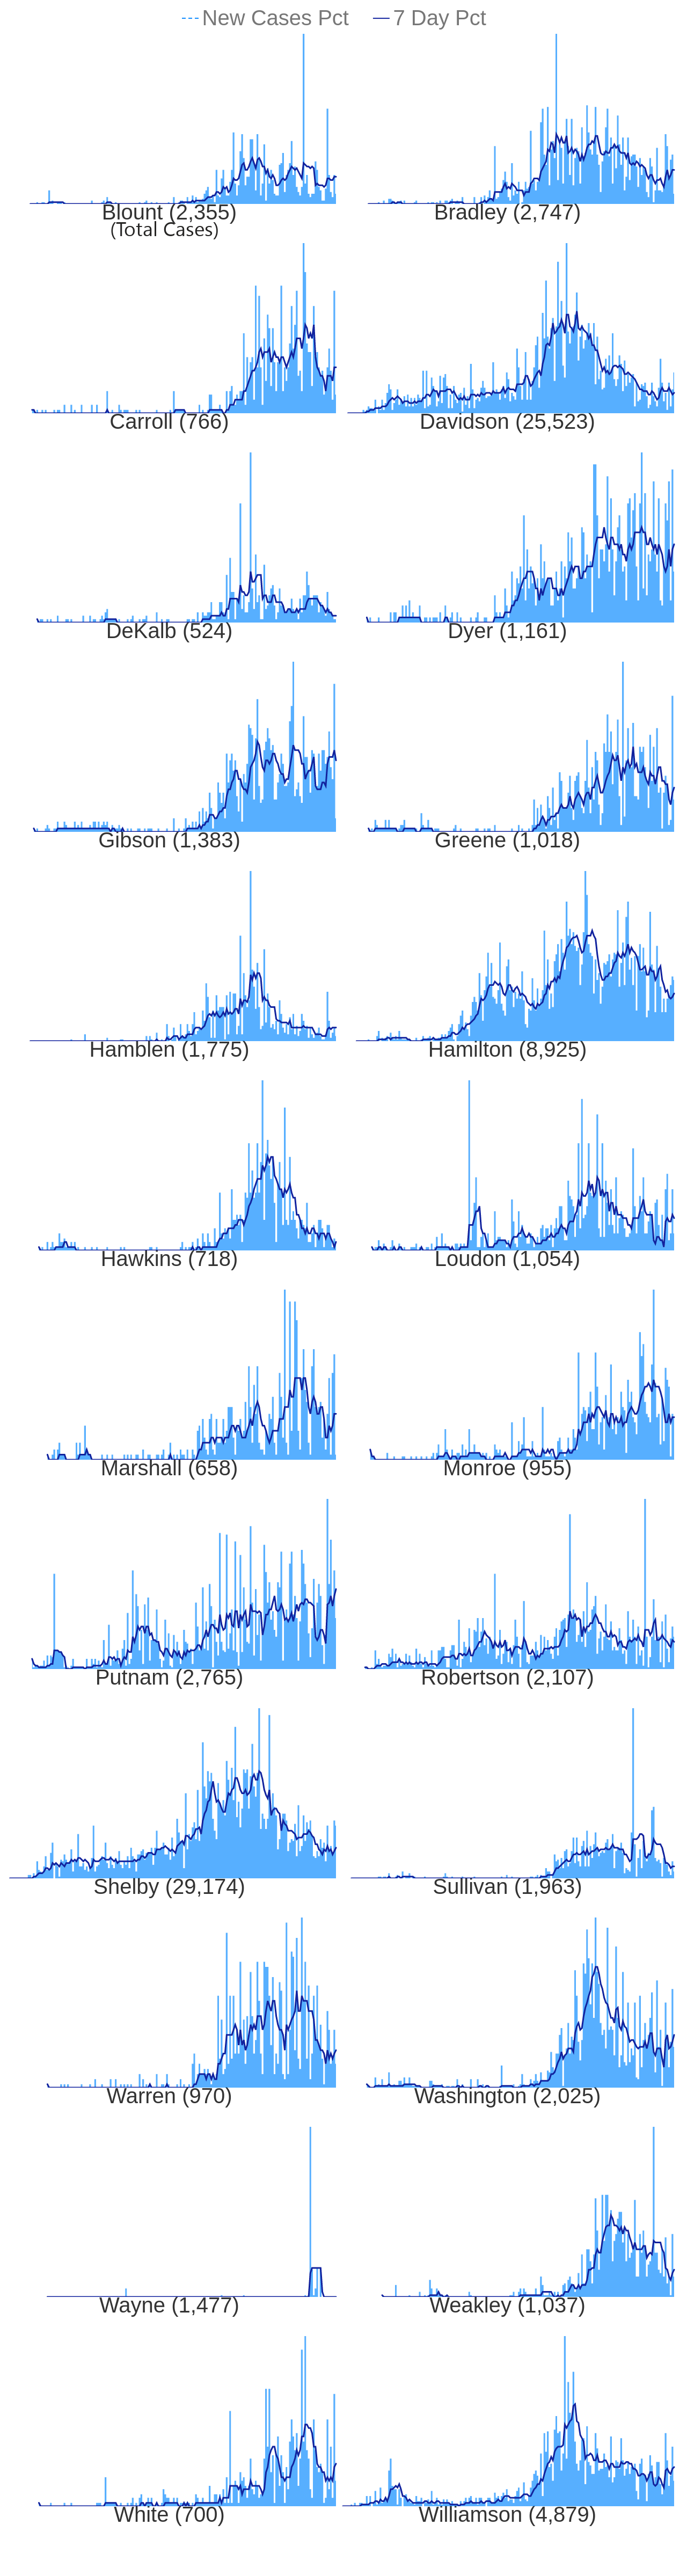 New Cases Pct 7 Day Pct
Blount (2,355) Bradley (2,747)
(Total Cases)
Carroll (766) Davidson (25,523)
DeKalb (524) Dyer (1,161)
Gibson (1,383) Greene (1,018)
Hamblen (1,775) Hamilton (8,925)
Hawkins (718) Loudon (1,054)
Marshall (658) Monroe (955)
Putnam (2,765) Robertson (2,107)
Shelby (29,174) Sullivan (1,963)
Warren (970) Washington (2,025)
Wayne (1,477) Weakley (1,037)
White (700) Williamson (4,879)